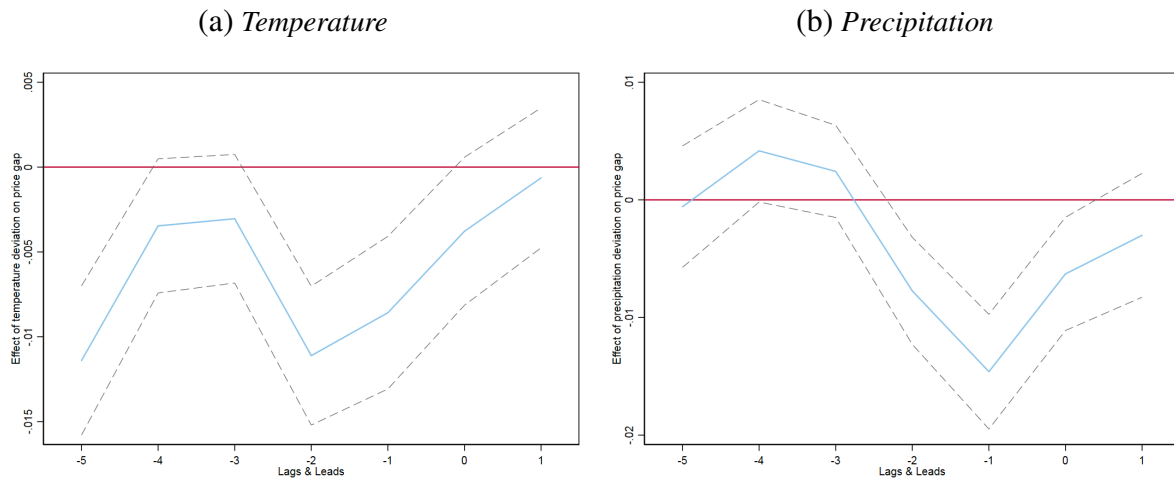 (a) Temperature
Effect of temperature deviation on price gap
.005
0
-.005
-.01
-.015
-5 -4 -3 -2 -1 0 1
Lags & Leads
(b) Precipitation
Effect of precipitation deviation on price gap
.01
0
-.01
-.02
-5 -4 -3 -2 -1 0 1
Lags & Leads